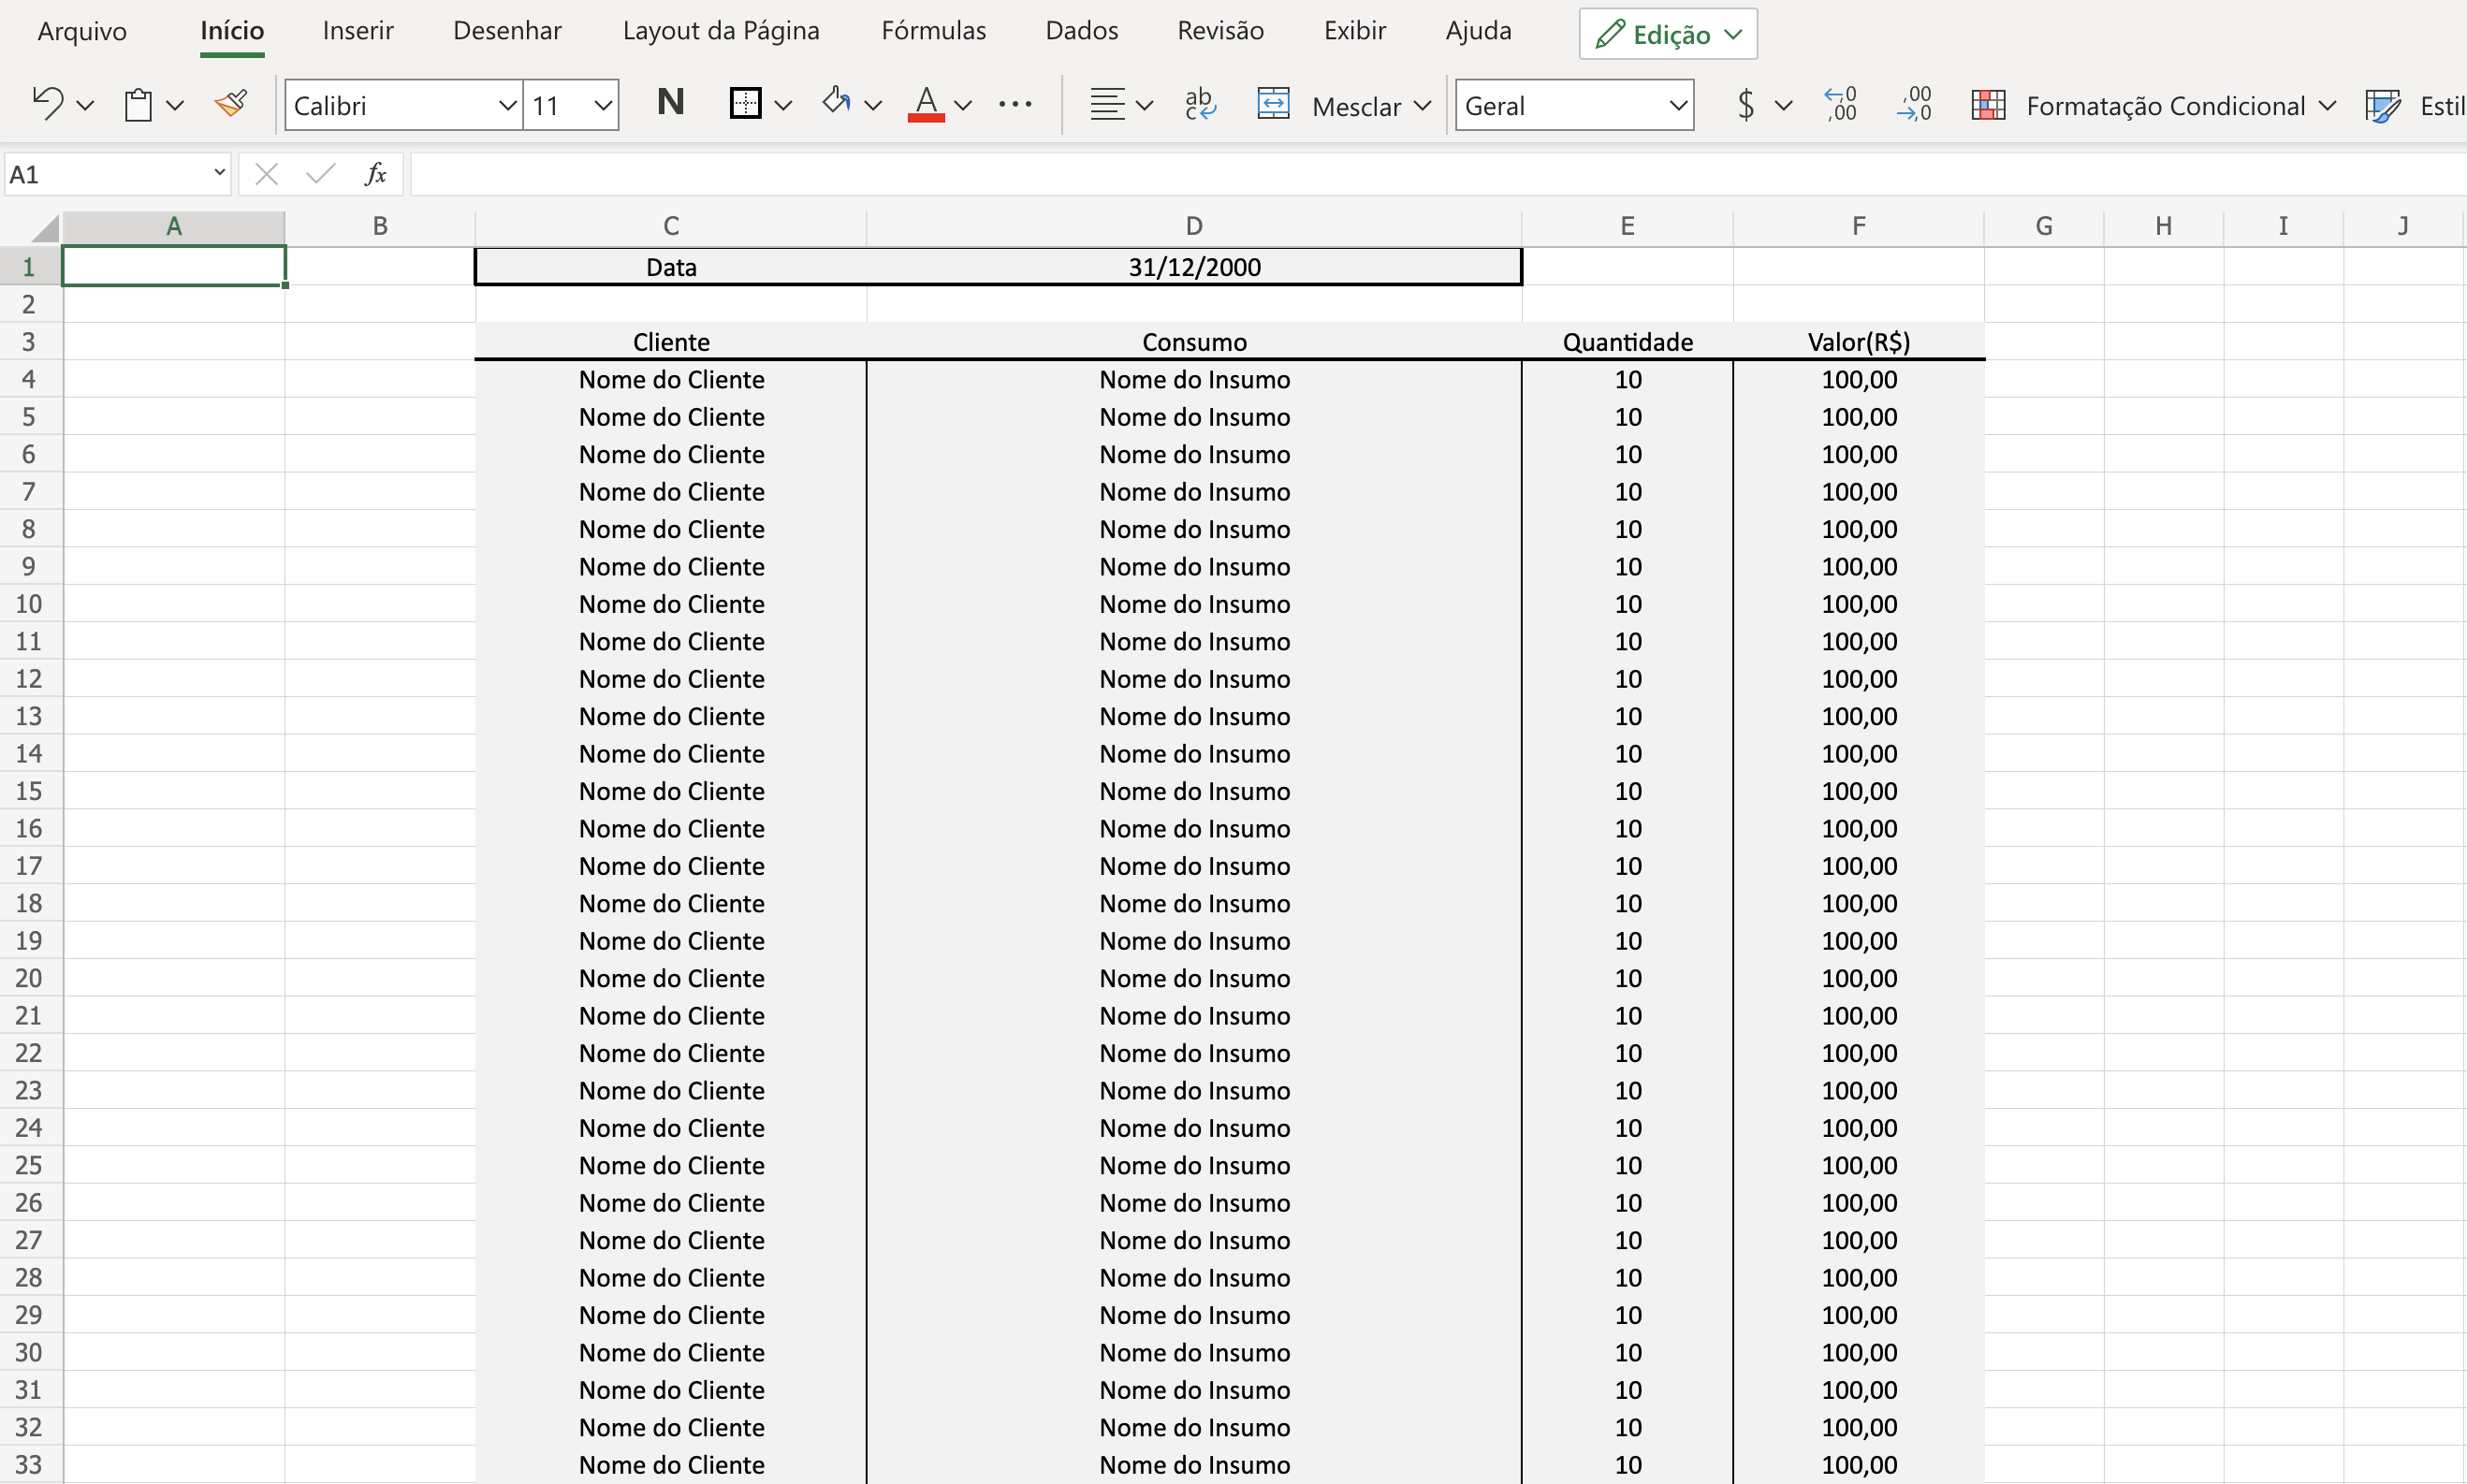 Arquivo Início Inserir Desenhar Layout da Página Fórmulas Dados Revisão Exibir Ajuda Edição
Calibri 11 N A ab c Mesclar Geral $ 0 ,00 ,00 ,0 Formatação Condicional Estil
A1 fx
A B C D E F G H I J
1 Data 31/12/2000
2
3 Cliente Consumo Quantidade Valor(R$)
4 Nome do Cliente Nome do Insumo 10 100,00
5 Nome do Cliente Nome do Insumo 10 100,00
6 Nome do Cliente Nome do Insumo 10 100,00
7 Nome do Cliente Nome do Insumo 10 100,00
8 Nome do Cliente Nome do Insumo 10 100,00
9 Nome do Cliente Nome do Insumo 10 100,00
10 Nome do Cliente Nome do Insumo 10 100,00
11 Nome do Cliente Nome do Insumo 10 100,00
12 Nome do Cliente Nome do Insumo 10 100,00
13 Nome do Cliente Nome do Insumo 10 100,00
14 Nome do Cliente Nome do Insumo 10 100,00
15 Nome do Cliente Nome do Insumo 10 100,00
16 Nome do Cliente Nome do Insumo 10 100,00
17 Nome do Cliente Nome do Insumo 10 100,00
18 Nome do Cliente Nome do Insumo 10 100,00
19 Nome do Cliente Nome do Insumo 10 100,00
20 Nome do Cliente Nome do Insumo 10 100,00
21 Nome do Cliente Nome do Insumo 10 100,00
22 Nome do Cliente Nome do Insumo 10 100,00
23 Nome do Cliente Nome do Insumo 10 100,00
24 Nome do Cliente Nome do Insumo 10 100,00
25 Nome do Cliente Nome do Insumo 10 100,00
26 Nome do Cliente Nome do Insumo 10 100,00
27 Nome do Cliente Nome do Insumo 10 100,00
28 Nome do Cliente Nome do Insumo 10 100,00
29 Nome do Cliente Nome do Insumo 10 100,00
30 Nome do Cliente Nome do Insumo 10 100,00
31 Nome do Cliente Nome do Insumo 10 100,00
32 Nome do Cliente Nome do Insumo 10 100,00
33 Nome do Cliente Nome do Insumo 10 100,00